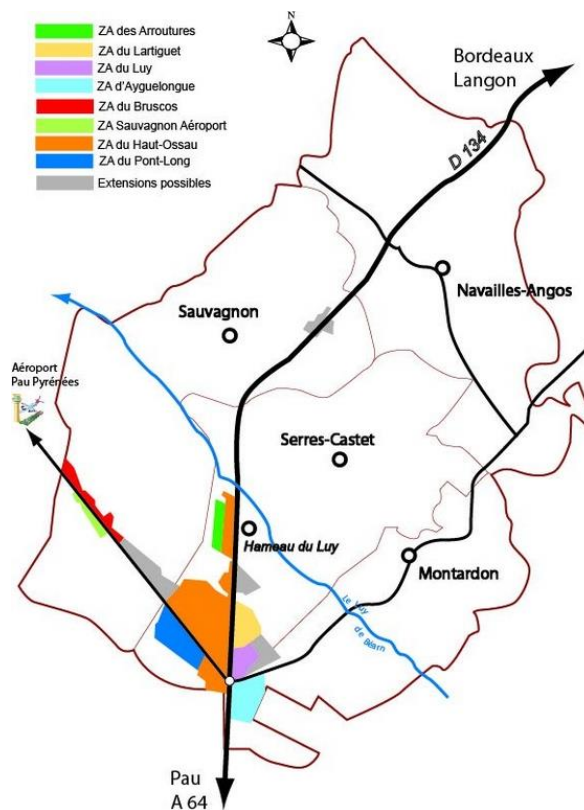 N
ZA des Arroutures
ZA du Lartiguet
ZA du Luy
ZA d'Ayguelongue
ZA du Bruscos
ZA Sauvagnon Aéroport
ZA du Haut-Ossau
ZA du Pont-Long
Extensions possibles
Bordeaux
Langon
D 134
Navailles-Angos
Sauvagnon
Aéroport
Pau Pyrénées
Serres-Castet
Hameau du Luy
Montardon
Le Luy
de Béarn
Pau
A 64